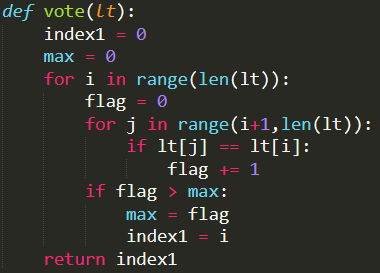 def vote(lt):
    index1 = 0
    max = 0
    for i in range(len(lt)):
        flag = 0
        for j in range(i+1,len(lt)):
            if lt[j] == lt[i]:
                flag += 1
        if flag > max:
            max = flag
            index1 = i
    return index1